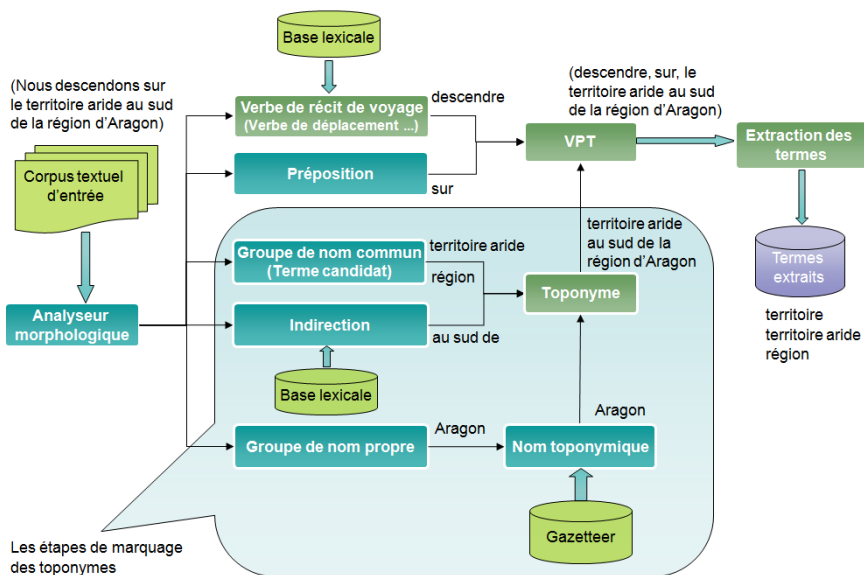 Base lexicale
(Nous descendons sur
le territoire aride au sud
de la région d'Aragon)
Corpus textuel
d'entrée
Analyseur
morphologique
Verbe de récit de voyage
(Verbe de déplacement ...)
descendre
Préposition
sur
VPT
(descendre, sur, le
territoire aride au sud
de la région d'Aragon)
Extraction des
termes
Termes
extraits
territoire
territoire aride
région
Groupe de nom commun
(Terme candidat)
territoire aride
région
Indirection
au sud de
Base lexicale
territoire aride
au sud de la
région d'Aragon
Toponyme
Aragon
Groupe de nom propre
Aragon
Nom toponymique
Gazetteer
Les étapes de marquage
des toponymes